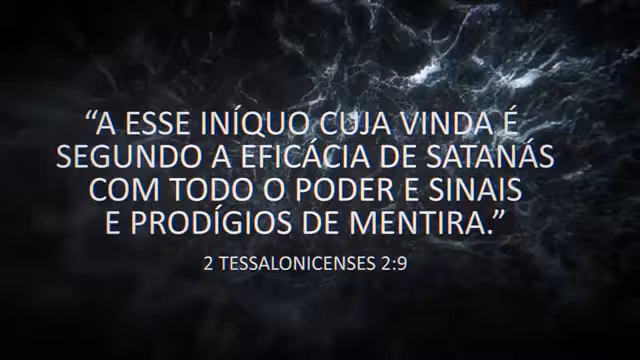 “A ESSE INÍQUO CUJA VINDA É
SEGUNDO A EFICÁCIA DE SATANÁS
COM TODO O PODER E SINAIS
E PRODÍGIOS DE MENTIRA.”
2 TESSALONICENSES 2:9